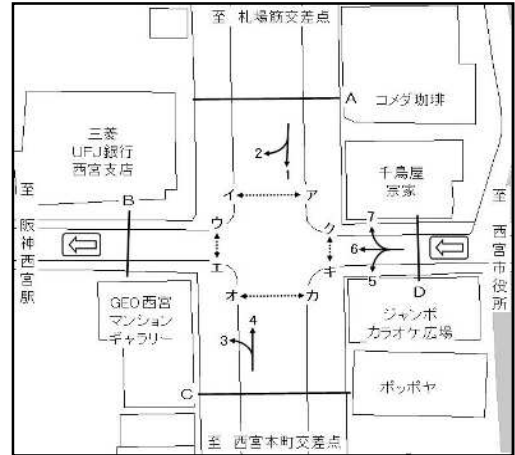 至 札場筋交差点
A
コメダ珈琲
三菱
UFJ銀行
西宮支店
2
1
千鳥屋
宗家
B
イ
ア
至
阪神西宮駅
ウ
ク
7
至
西宮市役所
6
エ
キ
5
D
オ
カ
GEO西宮
マンション
ギャラリー
4
3
ジャンボ
カラオケ広場
C
ポッポヤ
至 西宮本町交差点